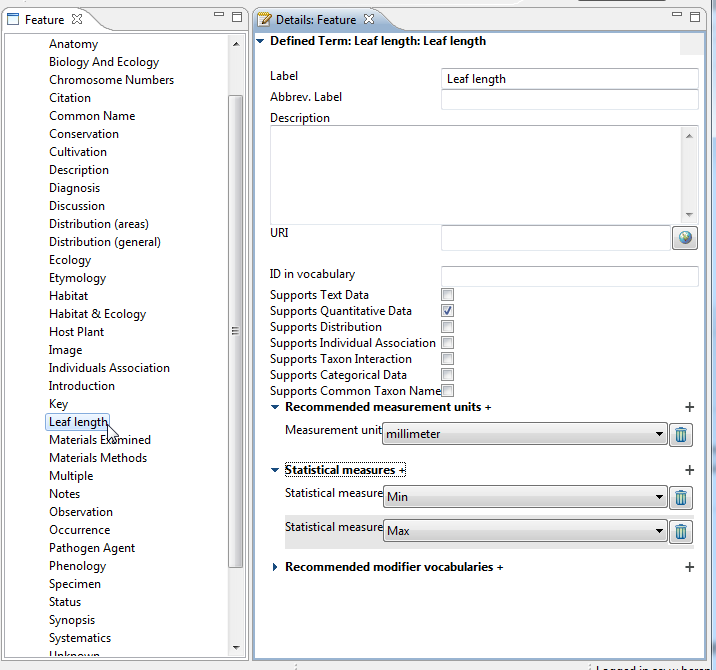 Feature
Anatomy
Biology And Ecology
Chromosome Numbers
Citation
Common Name
Conservation
Cultivation
Description
Diagnosis
Discussion
Distribution (areas)
Distribution (general)
Ecology
Etymology
Habitat
Habitat & Ecology
Host Plant
Image
Individuals Association
Introduction
Key
Leaf length
Materials Examined
Materials Methods
Multiple
Notes
Observation
Occurrence
Pathogen Agent
Phenology
Specimen
Status
Synopsis
Systematics
Unknown
Details: Feature
Defined Term: Leaf length: Leaf length
Label Leaf length
Abbrev. Label
Description
URI
ID in vocabulary
Supports Text Data
Supports Quantitative Data
Supports Distribution
Supports Individual Association
Supports Taxon Interaction
Supports Categorical Data
Supports Common Taxon Name
Recommended measurement units +
Measurement unit millimeter
Statistical measures +
Statistical measure Min
Statistical measure Max
Recommended modifier vocabularies +